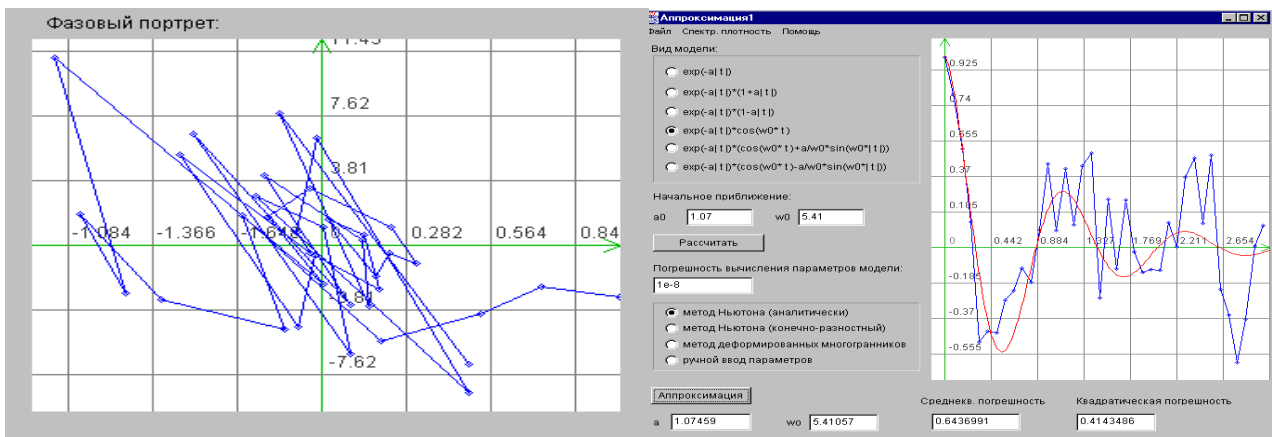 Фазовый портрет:
11.43
7.62
3.81
-1.084 -1.366 -1.648 0 0.282 0.564 0.84
-3.81
-7.62
Аппроксимация1
Файл Спектр. плотность Помощь
Вид модели:
exp(-a| t|)
exp(-a| t|)*(1+a| t|)
exp(-a| t|)*(1-a| t|)
exp(-a| t|)*cos(w0* t)
exp(-a| t|)*(cos(w0* t)+a/w0*sin(w0*| t|))
exp(-a| t|)*(cos(w0* t)-a/w0*sin(w0*| t|))
Начальное приближение:
a0 1.07 w0 5.41
Рассчитать
Погрешность вычисления параметров модели:
1e-8
метод Ньютона (аналитически)
метод Ньютона (конечно-разностный)
метод деформированных многогранников
ручной ввод параметров
Аппроксимация
a 1.07459 wo 5.41057
0.925
0.74
0.555
0.37
0.185
0 0.442 0.884 1.327 1.769 2.211 2.654
-0.185
-0.37
-0.555
Среднекв. погрешность Квадратическая погрешность
0.6436991 0.4143486